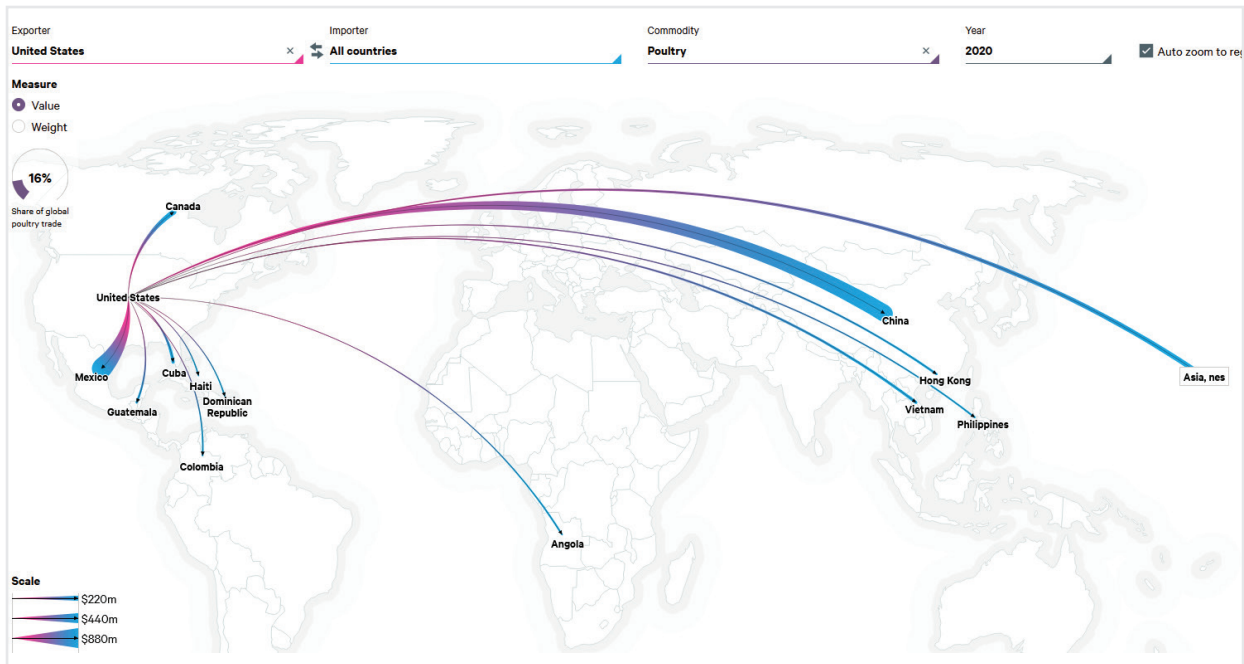 Exporter
United States ×
Importer
All countries
Commodity
Poultry ×
Year
2020
Auto zoom to reg
Measure
Value
Weight
16%
Share of global
poultry trade
Canada
United States
Mexico
Cuba
Haiti
Guatemala
Dominican
Republic
Colombia
Angola
China
Hong Kong
Vietnam
Philippines
Asia, nes
Scale
$220m
$440m
$880m